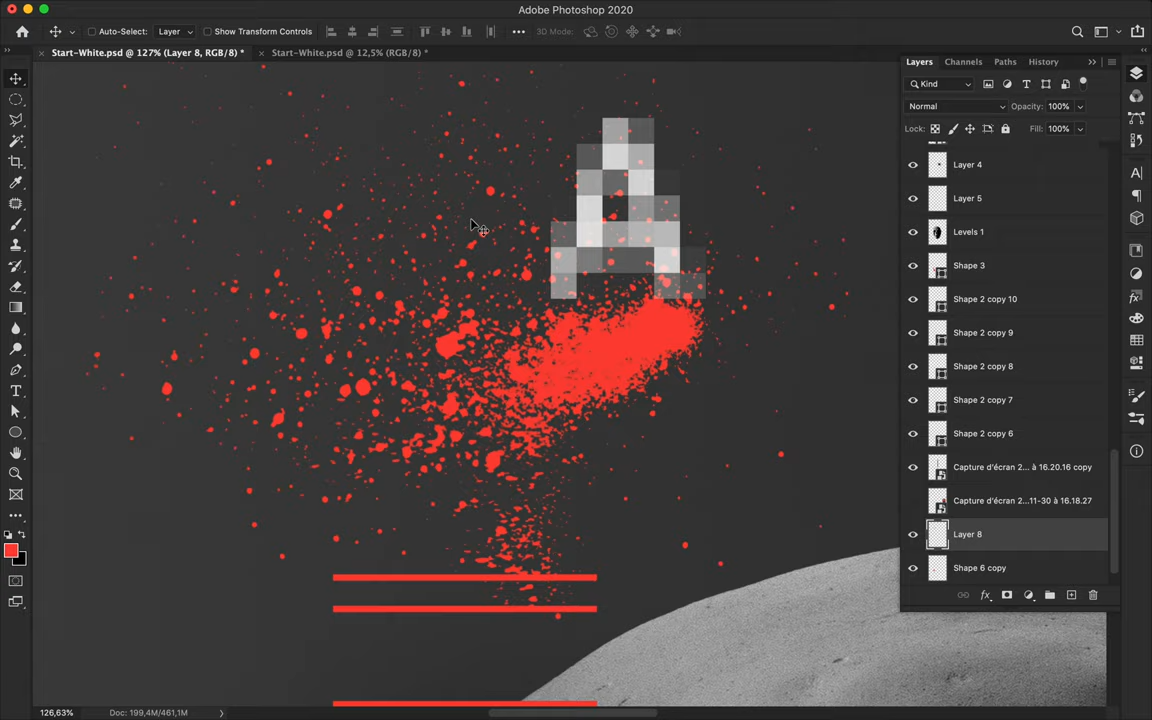 Adobe Photoshop 2020
Auto-Select: Layer Show Transform Controls 3D Mode:
Start-White.psd @ 127% (Layer 8, RGB/8) * Start-White.psd @ 12,5% (RGB/8) *
Layers Channels Paths History
Kind
Normal Opacity: 100%
Lock: Fill: 100%
Layer 4
Layer 5
Levels 1
Shape 3
Shape 2 copy 10
Shape 2 copy 9
Shape 2 copy 8
Shape 2 copy 7
Shape 2 copy 6
Capture d'écran 2... à 16.20.16 copy
Capture d'écran 2...11-30 à 16.18.27
Layer 8
Shape 6 copy
A
126,63% Doc: 199,4M/461,1M